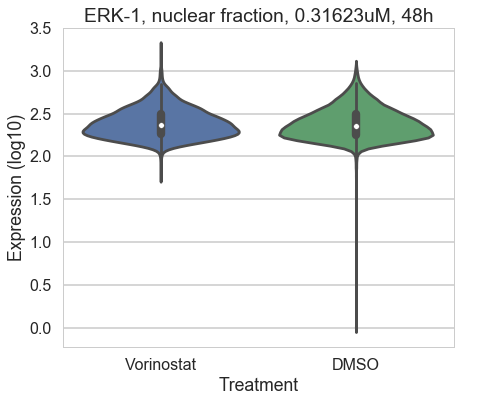 ERK-1, nuclear fraction, 0.31623uM, 48h
3.5
3.0
2.5
2.0
1.5
1.0
0.5
0.0
Expression (log10)
Vorinostat DMSO
Treatment